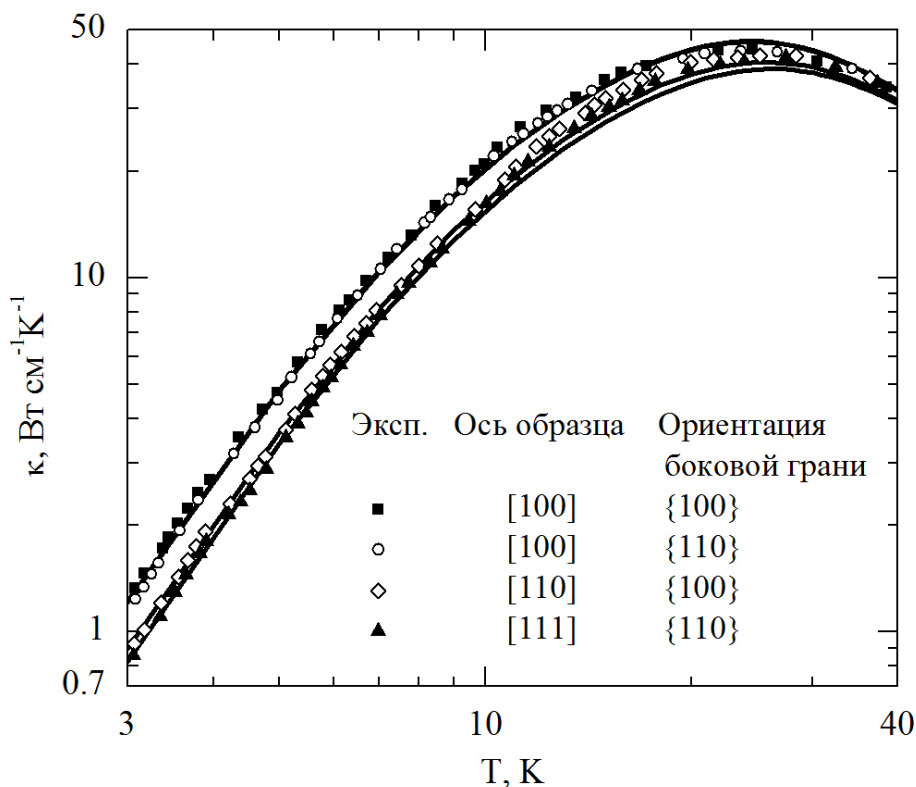 50
10
1
0.7
κ, Вт см⁻¹К⁻¹
Эксп. Ось образца Ориентация
боковой грани
[100] {100}
[100] {110}
[110] {100}
[111] {110}
3 10 40
T, K